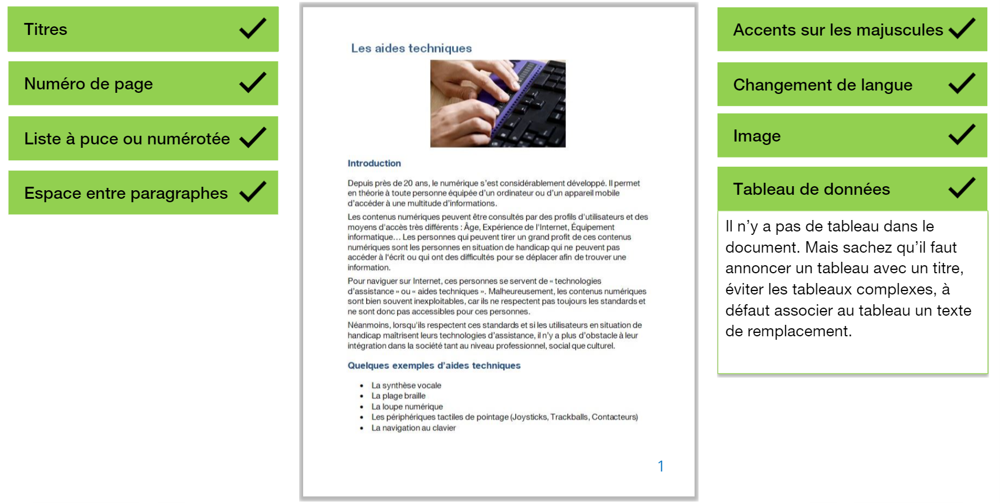 Titres
Numéro de page
Liste à puce ou numérotée
Espace entre paragraphes
Les aides techniques
Introduction
Depuis près de 20 ans, le numérique s’est considérablement développé. Il permet
en théorie à toute personne équipée d’un ordinateur ou d’un appareil mobile
d’accéder à une multitude d’informations.
Les contenus numériques peuvent être consultés par des profils d'utilisateurs et des
moyens d'accès très différents : Âge, Expérience de l'Internet, Équipement
informatique… Les personnes qui peuvent tirer un grand profit de ces contenus
numériques sont les personnes en situation de handicap qui ne peuvent pas
accéder à l'écrit ou qui ont des difficultés pour se déplacer afin de trouver une
information.
Pour naviguer sur Internet, ces personnes se servent de « technologies
d’assistance » ou « aides techniques ». Malheureusement, les contenus numériques
sont bien souvent inexploitables, car ils ne respectent pas toujours les standards et
ne sont donc pas accessibles pour ces personnes.
Néanmoins, lorsqu'ils respectent ces standards et si les utilisateurs en situation de
handicap maîtrisent leurs technologies d’assistance, il n’y a plus d’obstacle à leur
intégration dans la société tant au niveau professionnel, social que culturel.
Quelques exemples d’aides techniques
• La synthèse vocale
• La plage braille
• La loupe numérique
• Les périphériques tactiles de pointage (Joysticks, Trackballs, Contacteurs)
• La navigation au clavier
1
Accents sur les majuscules
Changement de langue
Image
Tableau de données
Il n’y a pas de tableau dans le
document. Mais sachez qu’il faut
annoncer un tableau avec un titre,
éviter les tableaux complexes, à
défaut associer au tableau un texte
de remplacement.